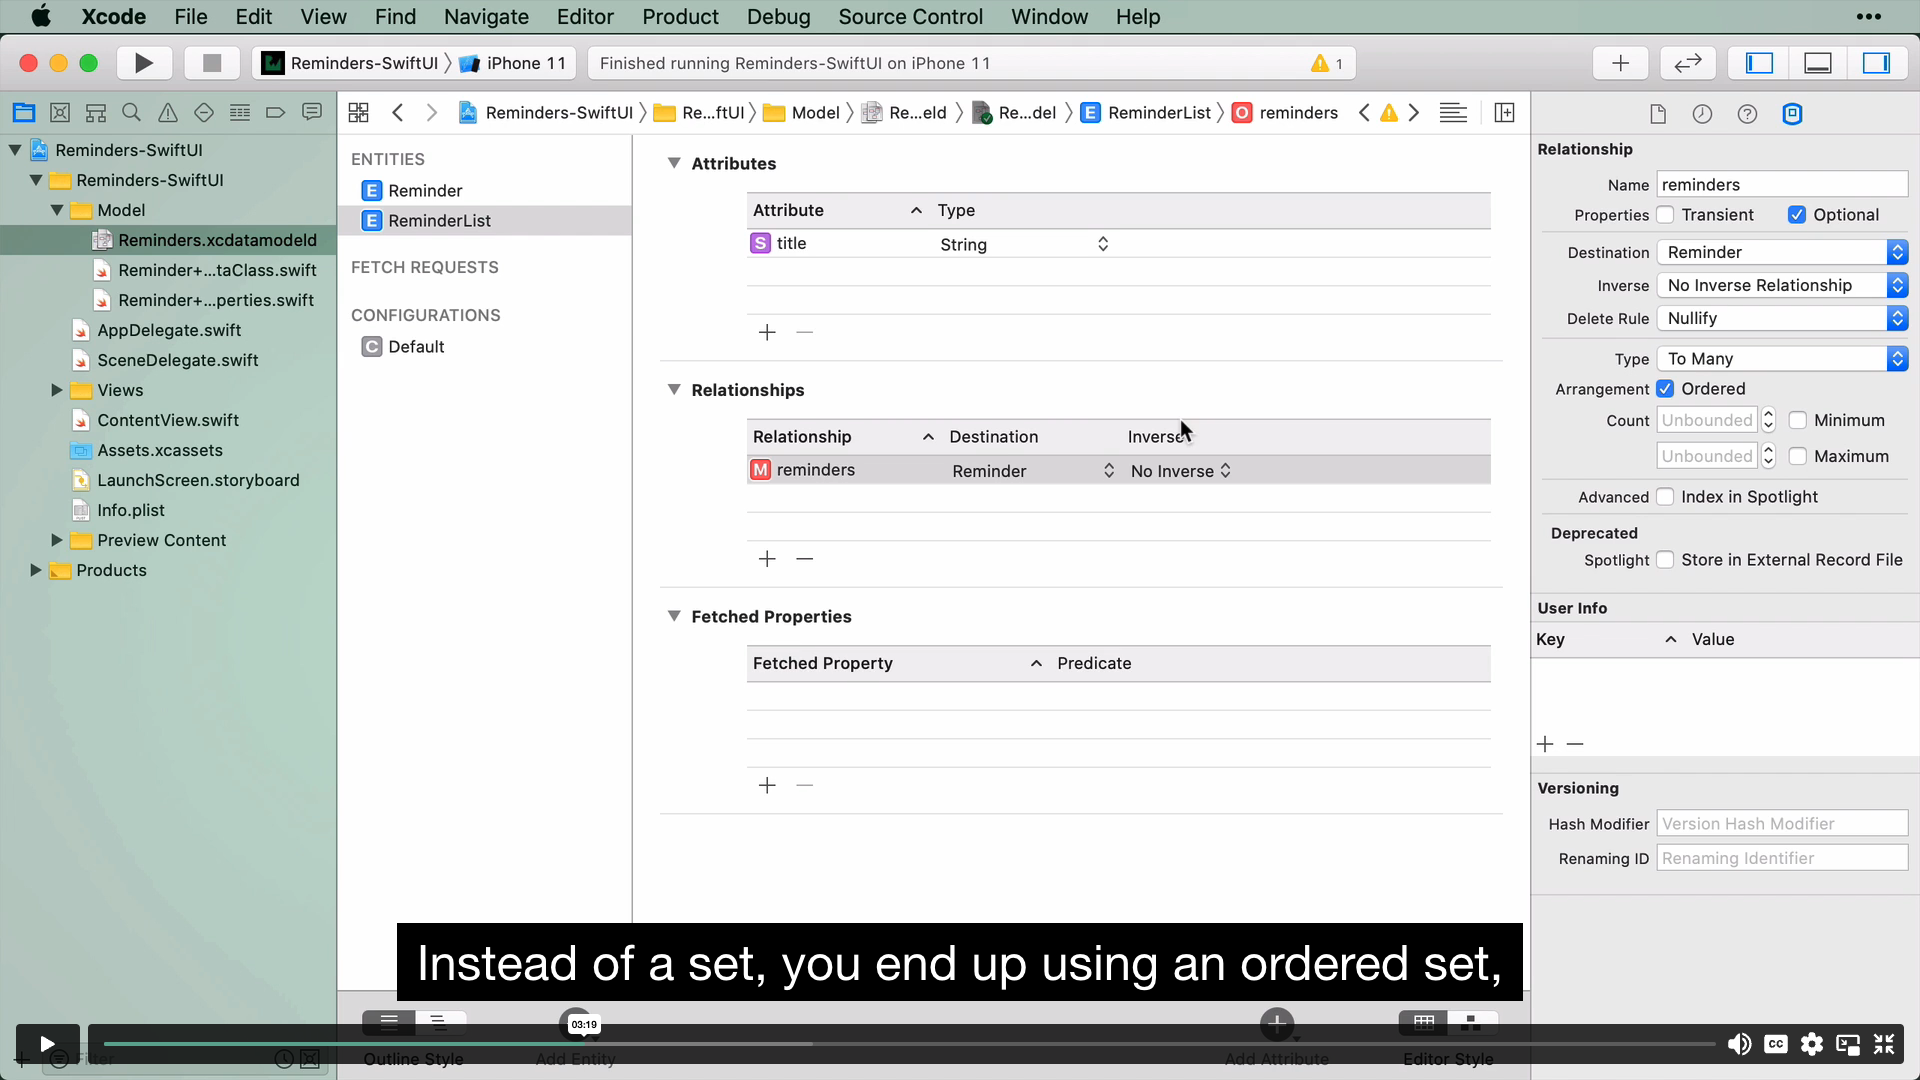 Xcode File Edit View Find Navigate Editor Product Debug Source Control Window Help
Reminders-SwiftUI iPhone 11
Finished running Reminders-SwiftUI on iPhone 11
1
Reminders-SwiftUI Re...ftUI Model Re...eld Re...del E ReminderList O reminders
Reminders-SwiftUI
Reminders-SwiftUI
Model
Reminders.xcdatamodeld
Reminder+...taClass.swift
Reminder+...perties.swift
AppDelegate.swift
SceneDelegate.swift
Views
ContentView.swift
Assets.xcassets
LaunchScreen.storyboard
Info.plist
Preview Content
Products
Filter
ENTITIES
E Reminder
E ReminderList
FETCH REQUESTS
CONFIGURATIONS
C Default
Attributes
Attribute Type
S title String
Relationships
Relationship Destination Inverse
M reminders Reminder No Inverse
Fetched Properties
Fetched Property Predicate
Relationship
Name reminders
Properties Transient Optional
Destination Reminder
Inverse No Inverse Relationship
Delete Rule Nullify
Type To Many
Arrangement Ordered
Count Unbounded Minimum
Unbounded Maximum
Advanced Index in Spotlight
Deprecated
Spotlight Store in External Record File
User Info
Key Value
Versioning
Hash Modifier Version Hash Modifier
Renaming ID Renaming Identifier
Instead of a set, you end up using an ordered set,
03:19
CC
Outline Style Add Entity Add Attribute Editor Style